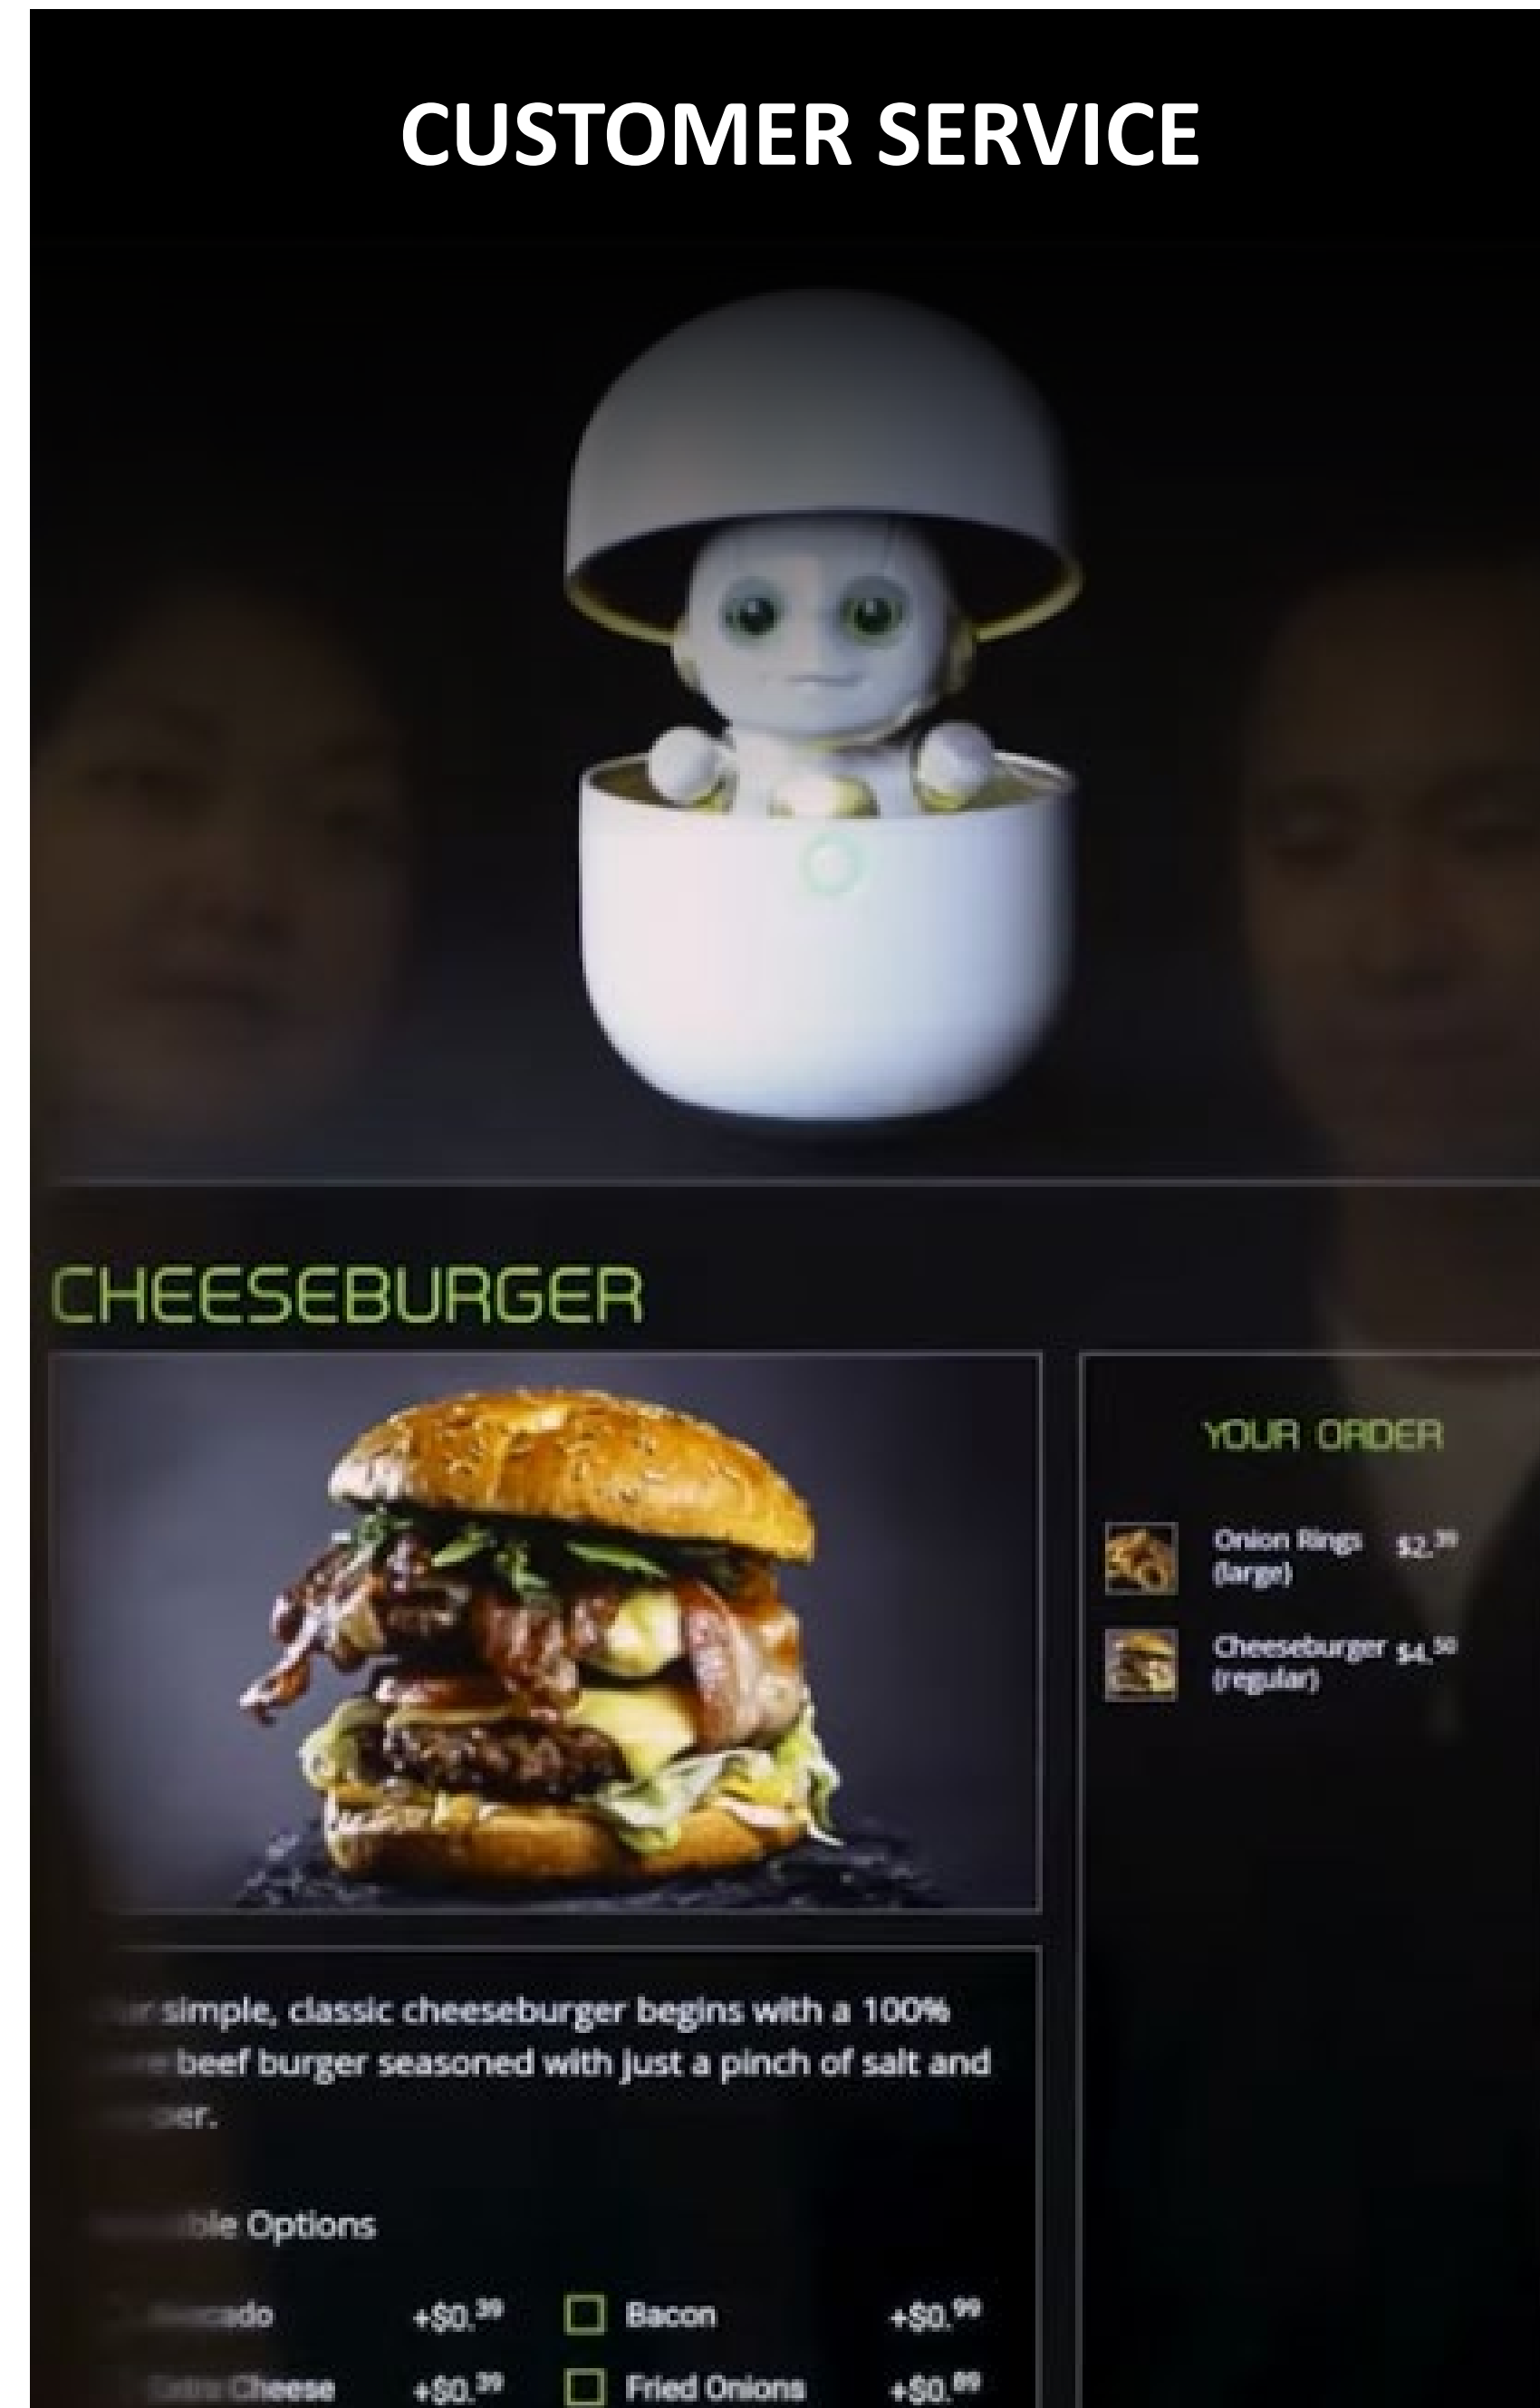 CUSTOMER SERVICE
CHEESEBURGER
YOUR ORDER
Onion Rings $2.39
(large)
Cheeseburger $4.50
(regular)
simple, classic cheeseburger begins with a 100%
beef burger seasoned with just a pinch of salt and
Options
+$0.39 Bacon +$0.99
Cheese +$0.39 Fried Onions +$0.89